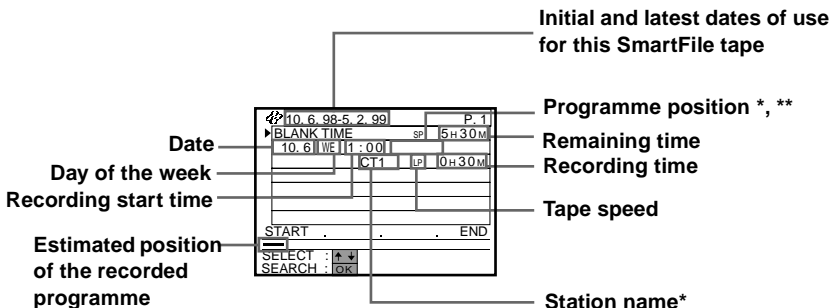 Initial and latest dates of use
for this SmartFile tape
Programme position *, **
Remaining time
Recording time
Tape speed
Station name*
Date
Day of the week
Recording start time
Estimated position
of the recorded
programme
10. 6. 98-5. 2. 99 P. 1
BLANK TIME SP 5H30M
10. 6 WE 1 : 00
CT1 LP 0H30M
START . . . END
SELECT :
SEARCH : OK